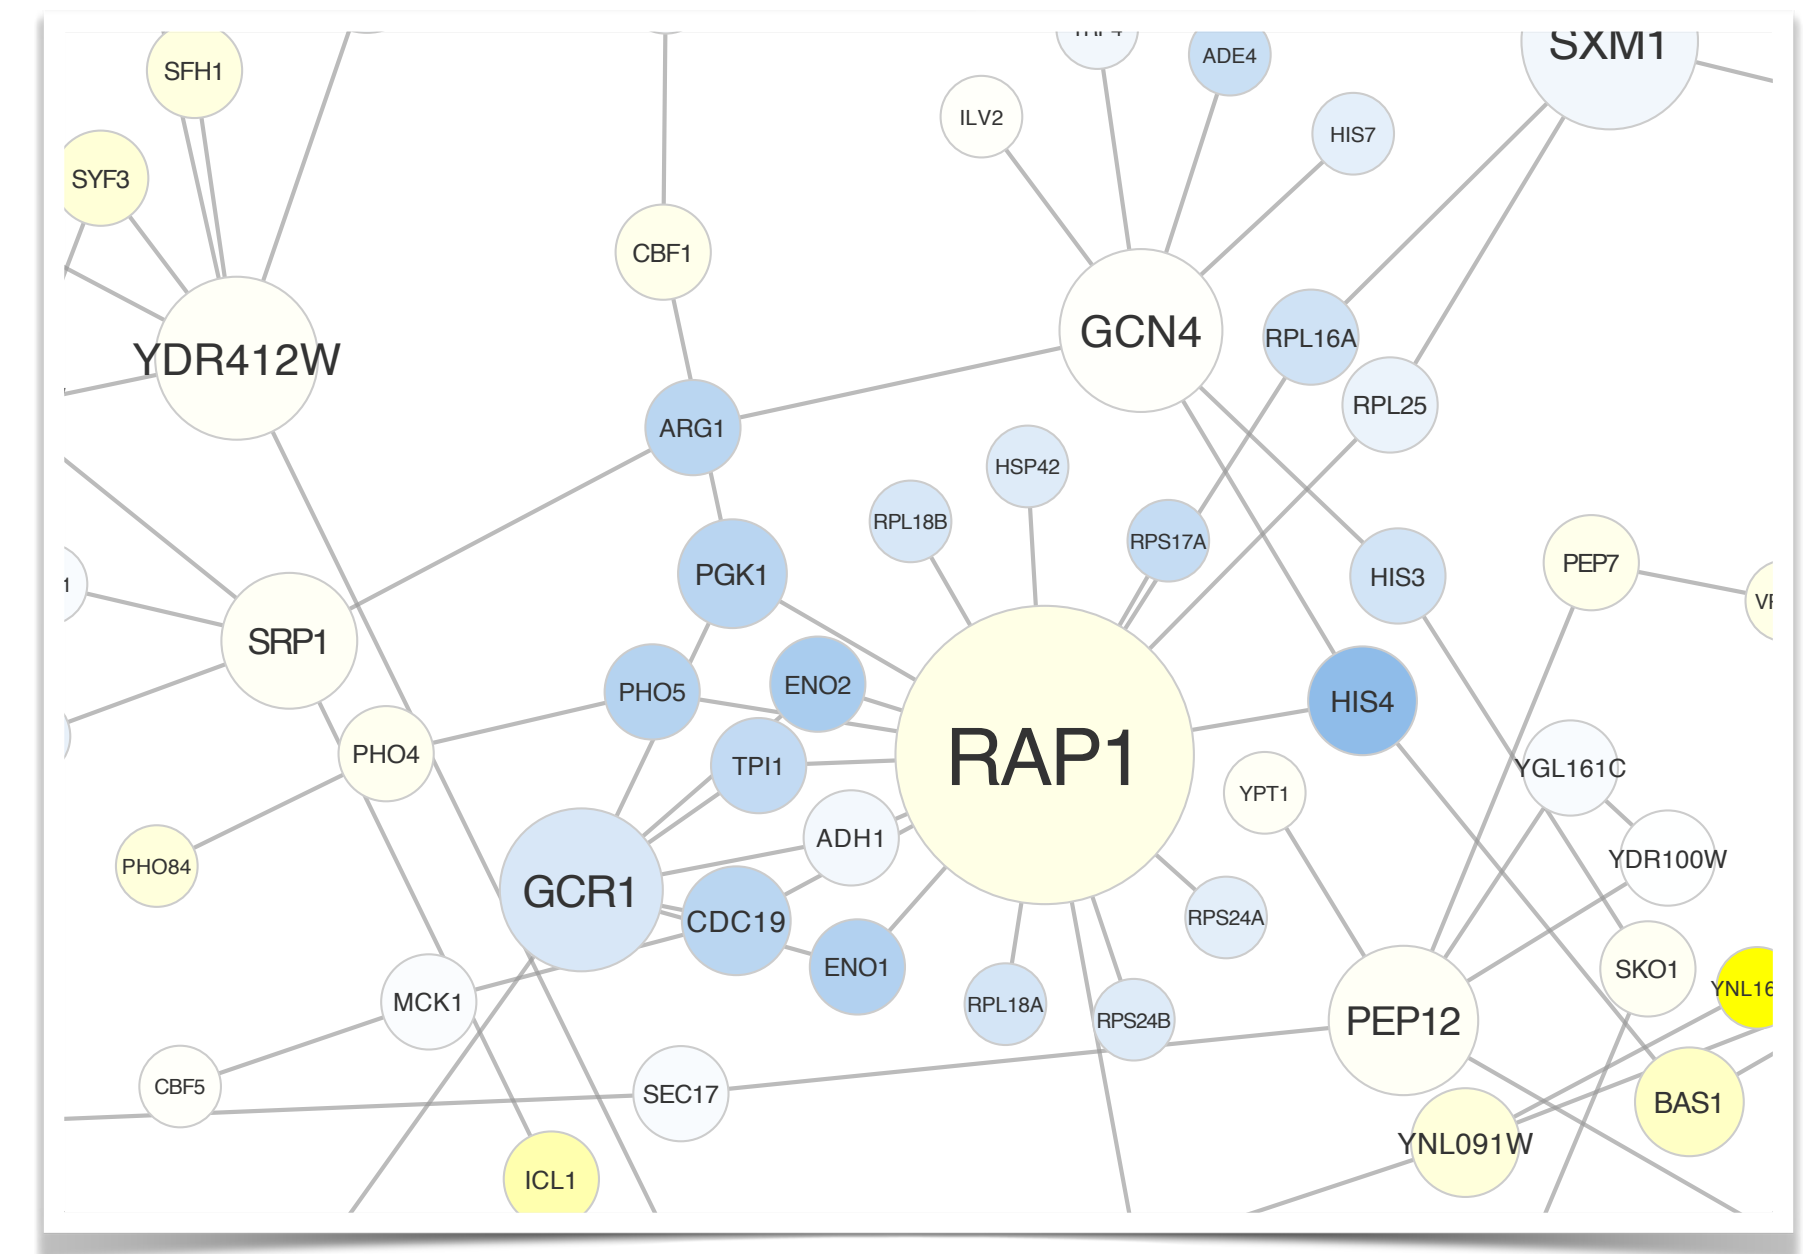 SFH1
SYF3
YDR412W
CBF1
ILV2
ADE4
HIS7
SXM1
GCN4
RPL16A
RPL25
ARG1
HSP42
RPL18B
RPS17A
PGK1
HIS3
PEP7
1
SRP1
PHO5
ENO2
HIS4
PHO4
TPI1
RAP1
YPT1
YGL161C
PHO84
ADH1
YDR100W
GCR1
CDC19
RPS24A
ENO1
SKO1
YNL16
MCK1
RPL18A
RPS24B
PEP12
CBF5
SEC17
BAS1
YNL091W
ICL1